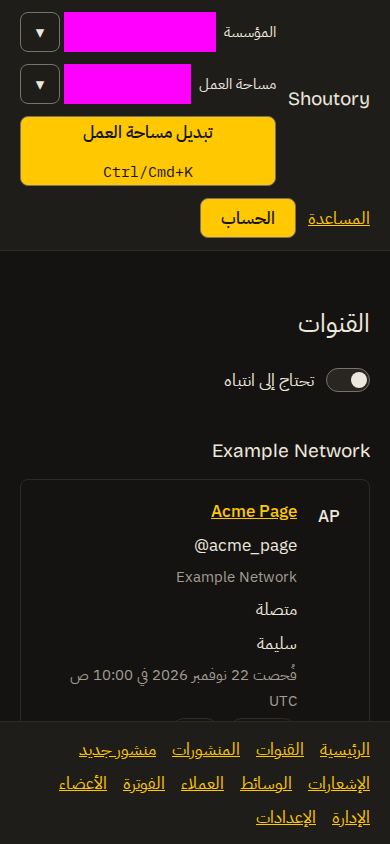 المؤسسة
▼
Shoutory
مساحة العمل
▼
تبديل مساحة العمل
Ctrl/Cmd+K
المساعدة
الحساب
القنوات
تحتاج إلى انتباه
Example Network
AP
Acme Page
@acme_page
Example Network
متصلة
سليمة
فُحصت 22 نوفمبر 2026 في 10:00 ص
UTC
الرئيسية القنوات المنشورات منشور جديد
الإشعارات الوسائط العملاء الفوترة الأعضاء
الإدارة الإعدادات